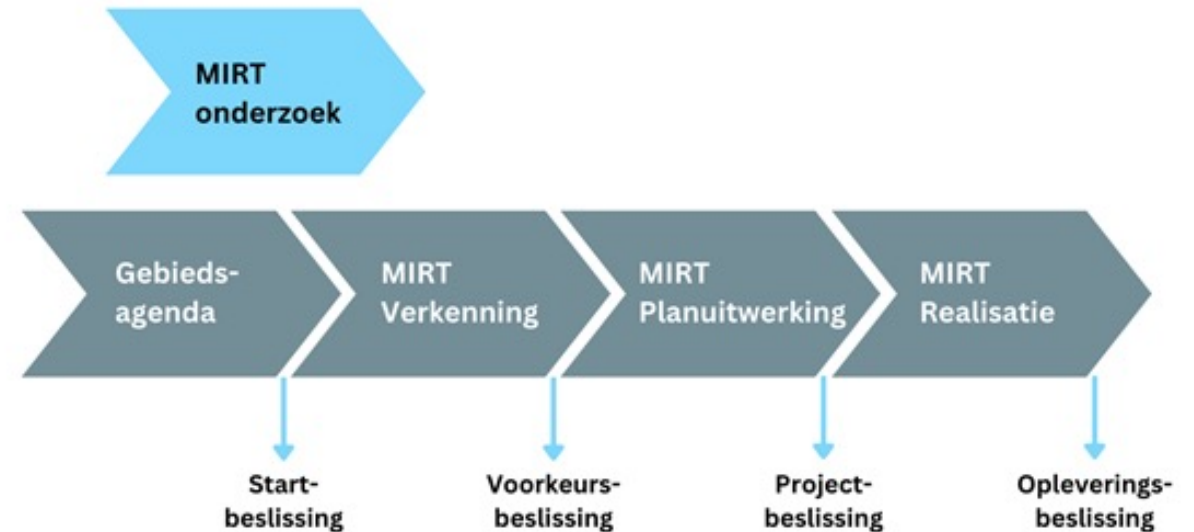 MIRT
onderzoek
Gebieds-
agenda
MIRT
Verkenning
MIRT
Planuitwerking
MIRT
Realisatie
Start-
beslissing
Voorkeurs-
beslissing
Project-
beslissing
Opleverings-
beslissing